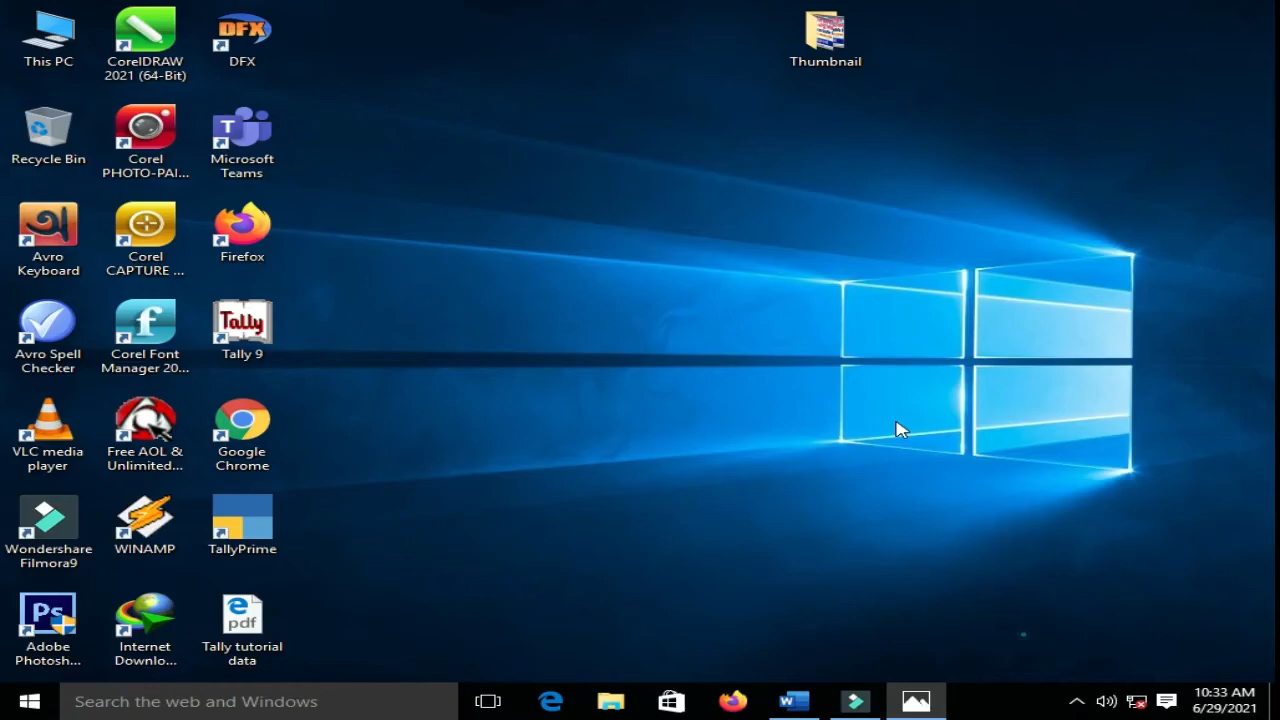 This PC
CorelDRAW
2021 (64-Bit)
DFX
DFX
Thumbnail
Recycle Bin
Corel
PHOTO-PAI...
T
Microsoft
Teams
অ
Avro
Keyboard
Corel
CAPTURE ...
Firefox
Avro Spell
Checker
f
Corel Font
Manager 20...
Tally
Tally 9
VLC media
player
Free AOL &
Unlimited...
Google
Chrome
Wondershare
Filmora9
WINAMP
TallyPrime
Ps
Adobe
Photosh...
Internet
Downlo...
e
pdf
Tally tutorial
data
Search the web and Windows
10:33 AM
6/29/2021